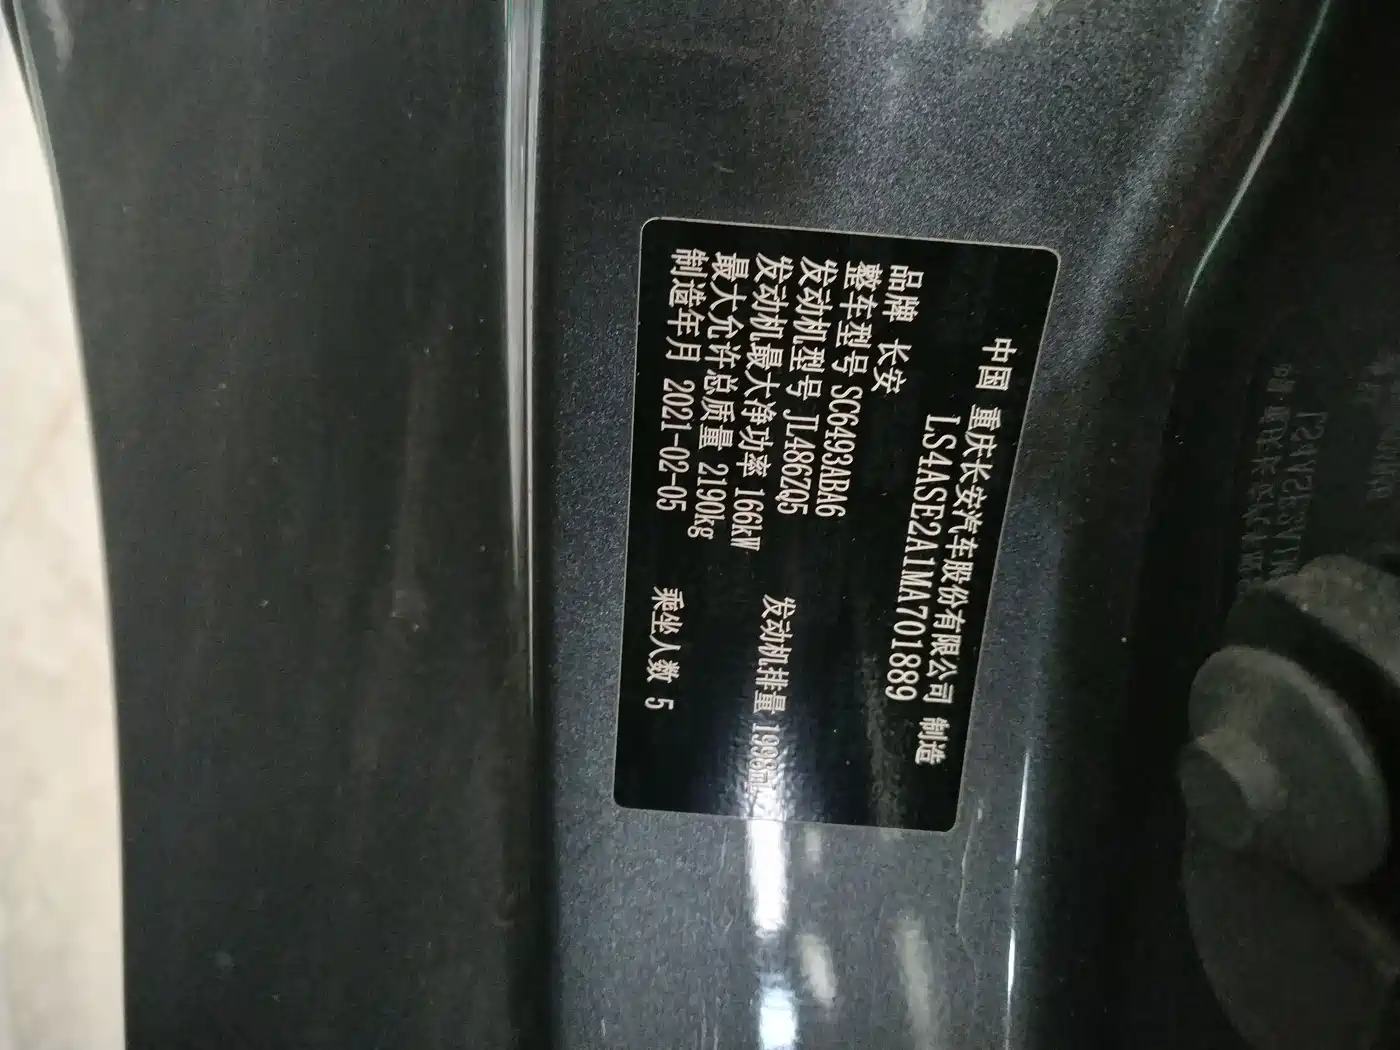 中国 重庆长安汽车股份有限公司 制造
LS4ASE2A1MA701889
品牌 长安
整车型号 SC6493ABA6
发动机型号 JL486ZQ5
发动机最大净功率 166kW 发动机排量 1998mL
最大允许总质量 2190kg
制造年月 2021-02-05 乘坐人数 5